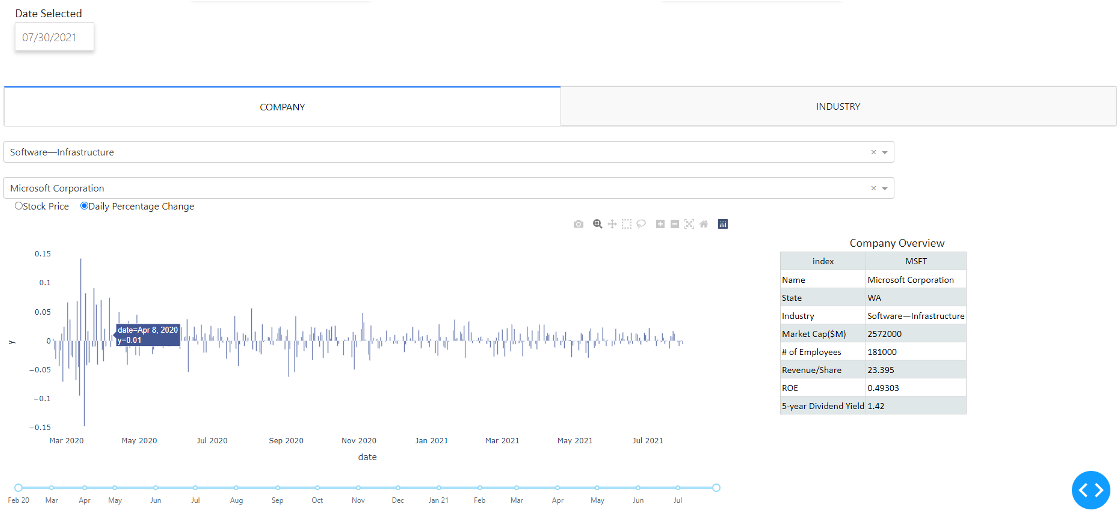 Date Selected
07/30/2021
COMPANY
INDUSTRY
Software—Infrastructure
× 
Microsoft Corporation
×
Stock Price Daily Percentage Change
Company Overview
index MSFT
Name Microsoft Corporation
State WA
Industry Software—Infrastructure
Market Cap($M) 2572000
# of Employees 181000
Revenue/Share 23.395
ROE 0.49303
5-year Dividend Yield 1.42
0.15
0.1
0.05
0
−0.05
−0.1
−0.15
y
date=Apr 8, 2020
y=0.01
Mar 2020 May 2020 Jul 2020 Sep 2020 Nov 2020 Jan 2021 Mar 2021 May 2021 Jul 2021
date
Feb 20 Mar Apr May Jun Jul Aug Sep Oct Nov Dec Jan 21 Feb Mar Apr May Jun Jul